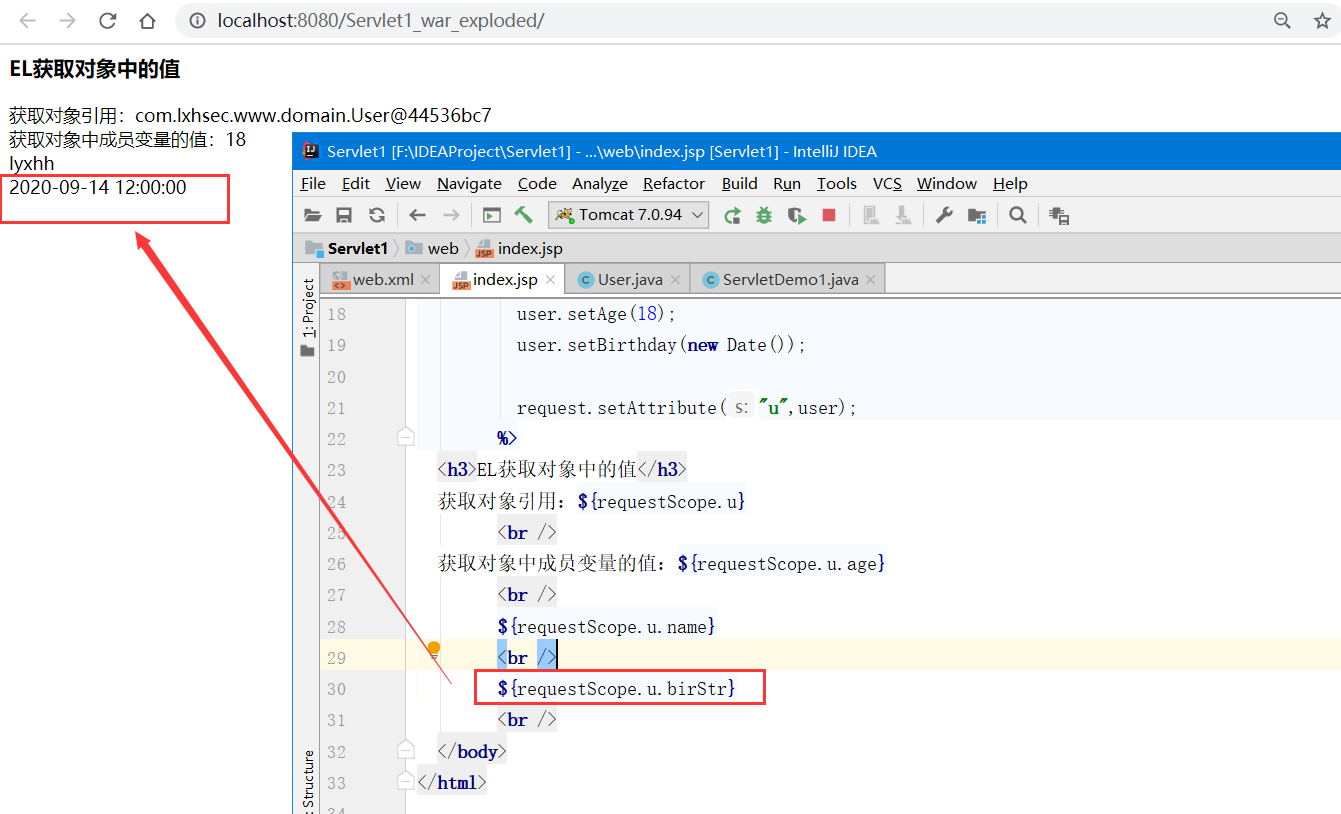 localhost:8080/Servlet1_war_exploded/
EL获取对象中的值
获取对象引用：com.lxhsec.www.domain.User@44536bc7
获取对象中成员变量的值：18
lyxhh
2020-09-14 12:00:00
Servlet1 [F:\IDEAProject\Servlet1] - ...\web\index.jsp [Servlet1] - IntelliJ IDEA
File Edit View Navigate Code Analyze Refactor Build Run Tools VCS Window Help
Tomcat 7.0.94
Servlet1 web index.jsp
web.xml index.jsp User.java ServletDemo1.java
1: Project
18 user.setAge(18);
19 user.setBirthday(new Date());
20
21 request.setAttribute( s: "u",user);
22 %>
23 <h3>EL获取对象中的值</h3>
24 获取对象引用：${requestScope.u}
25 <br />
26 获取对象中成员变量的值：${requestScope.u.age}
27 <br />
28 ${requestScope.u.name}
29 <br />
30 ${requestScope.u.birStr}
31 <br />
32 </body>
33 </html>
34
: Structure